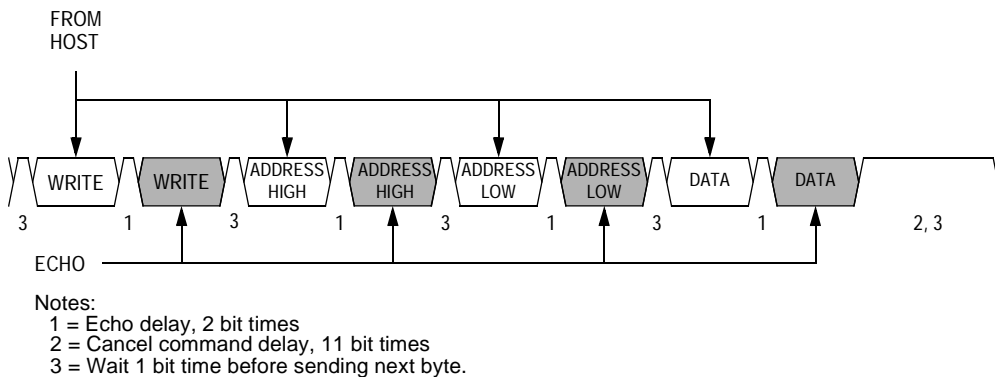 FROM
HOST
WRITE WRITE ADDRESS HIGH ADDRESS HIGH ADDRESS LOW ADDRESS LOW DATA DATA
3 1 3 1 3 1 3 1 2, 3
ECHO
Notes:
1 = Echo delay, 2 bit times
2 = Cancel command delay, 11 bit times
3 = Wait 1 bit time before sending next byte.